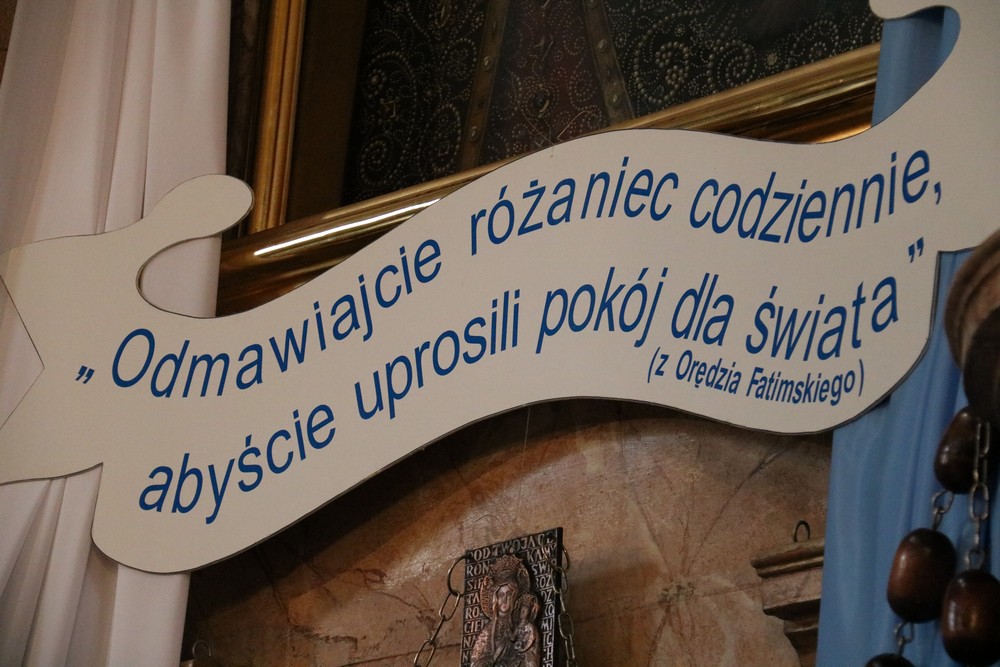 „Odmawiajcie różaniec codziennie,
abyście uprosili pokój dla świata”
(z Orędzia Fatimskiego)